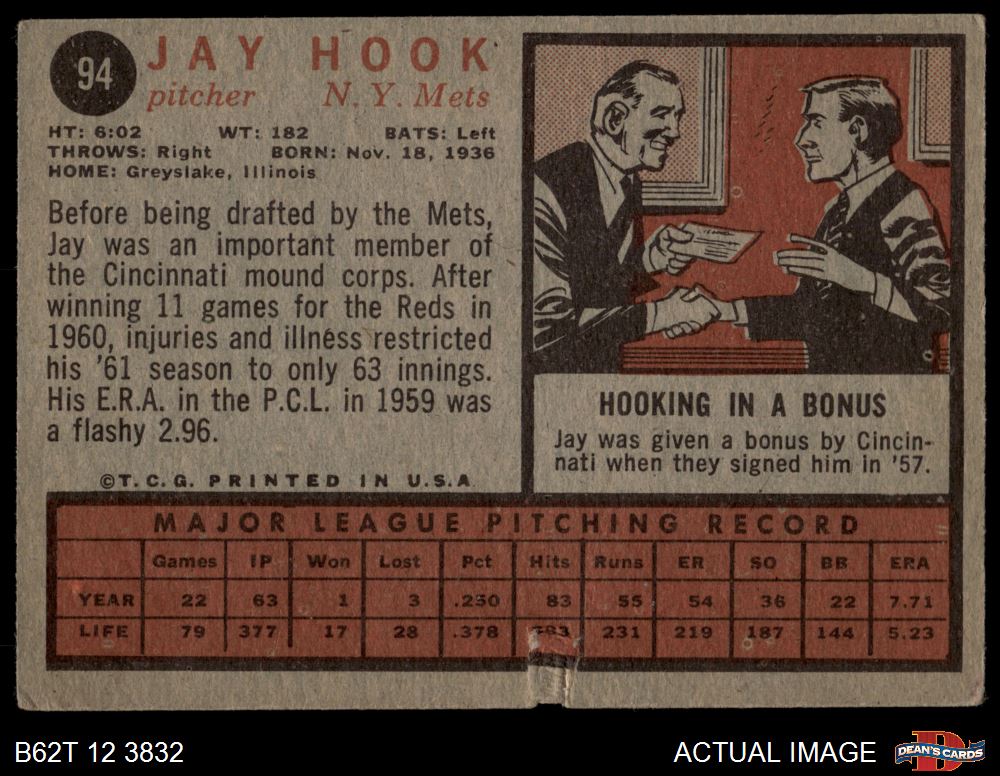 94
JAY HOOK
pitcher N. Y. Mets
HT: 6:02 WT: 182 BATS: Left
THROWS: Right BORN: Nov. 18, 1936
HOME: Greyslake, Illinois
Before being drafted by the Mets,
Jay was an important member of
the Cincinnati mound corps. After
winning 11 games for the Reds in
1960, injuries and illness restricted
his '61 season to only 63 innings.
His E.R.A. in the P.C.L. in 1959 was
a flashy 2.96.
©T. C. G. PRINTED IN U.S.A
HOOKING IN A BONUS
Jay was given a bonus by Cincin-
nati when they signed him in '57.
MAJOR LEAGUE PITCHING RECORD
Games IP Won Lost Pct Hits Runs ER SO BB ERA
YEAR 22 63 1 3 .250 83 55 54 36 22 7.71
LIFE 79 377 17 28 .378 383 231 219 187 144 5.23
B62T 12 3832 ACTUAL IMAGE DEAN'S CARDS